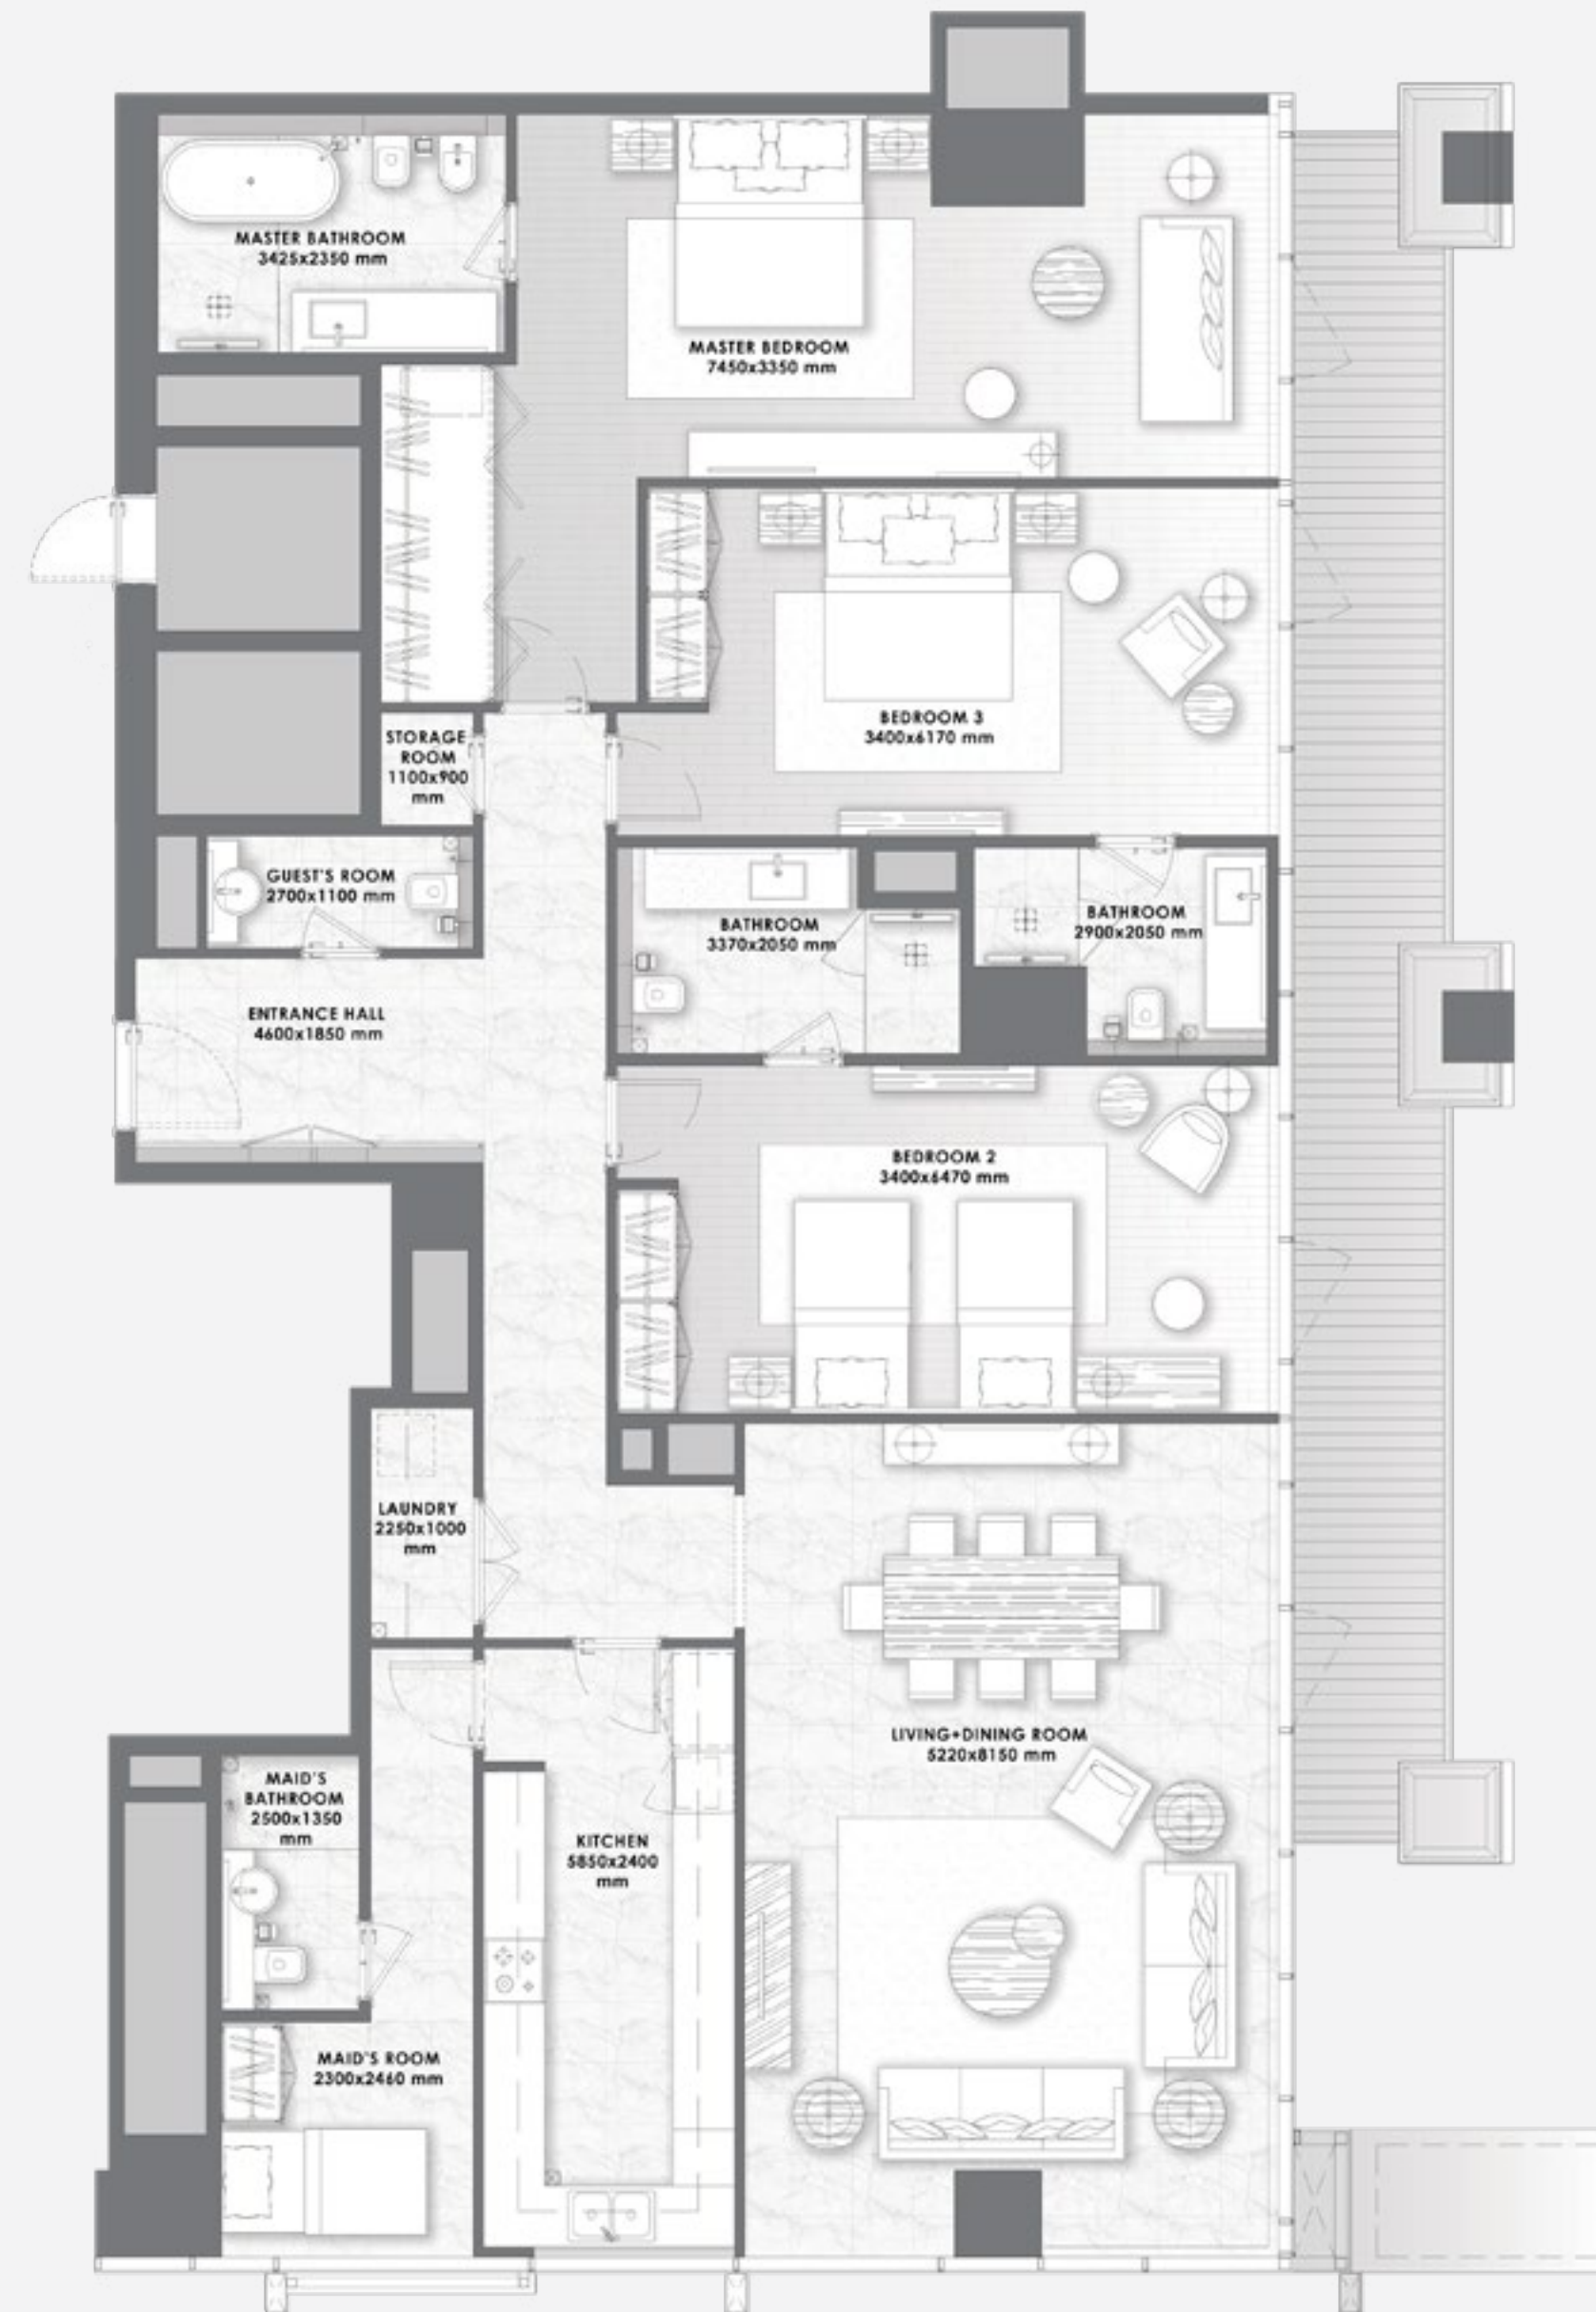 MASTER BATHROOM
3425x2350 mm
MASTER BEDROOM
7450x3350 mm
STORAGE
ROOM
1100x900
mm
BEDROOM 3
3400x6170 mm
GUEST'S ROOM
2700x1100 mm
BATHROOM
3370x2050 mm
BATHROOM
2900x2050 mm
ENTRANCE HALL
4600x1850 mm
BEDROOM 2
3400x6470 mm
LAUNDRY
2250x1000
mm
LIVING+DINING ROOM
5220x8150 mm
MAID'S
BATHROOM
2500x1350
mm
KITCHEN
5850x2400
mm
MAID'S ROOM
2300x2460 mm